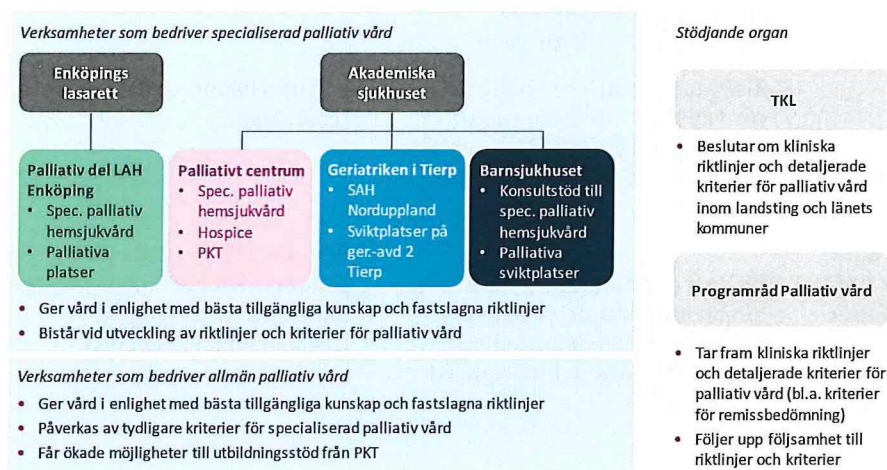 Verksamheter som bedriver specialiserad palliativ vård
Enköpings
lasarett
Akademiska
sjukhuset
Palliativ del LAH
Enköping
• Spec. palliativ
hemsjukvård
• Palliativa
platser
Palliativt centrum
• Spec. palliativ
hemsjukvård
• Hospice
• PKT
Geriatriken i Tierp
• SAH
Norduppland
• Sviktplatser på
ger.-avd 2
Tierp
Barnsjukhuset
• Konsultstöd till
spec. palliativ
hemsjukvård
• Palliativa
sviktplatser
• Ger vård i enlighet med bästa tillgängliga kunskap och fastslagna riktlinjer
• Bistår vid utveckling av riktlinjer och kriterier för palliativ vård
Verksamheter som bedriver allmän palliativ vård
• Ger vård i enlighet med bästa tillgängliga kunskap och fastslagna riktlinjer
• Påverkas av tydligare kriterier för specialiserad palliativ vård
• Får ökade möjligheter till utbildningsstöd från PKT
Stödjande organ
TKL
• Beslutar om kliniska
riktlinjer och detaljerade
kriterier för palliativ vård
inom landsting och länets
kommuner
Programråd Palliativ vård
• Tar fram kliniska riktlinjer
och detaljerade kriterier för
palliativ vård (bl.a. kriterier
för remissbedömning)
• Följer upp följsamhet till
riktlinjer och kriterier